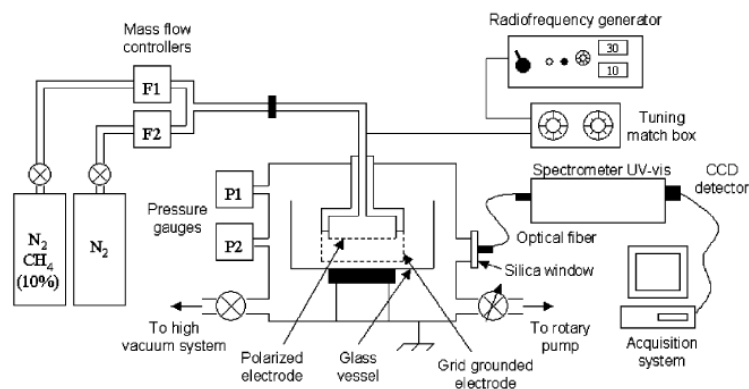 Mass flow
controllers
F1
F2
Radiofrequency generator
30
10
Tuning
match box
N₂
CH₄
(10%)
N₂
P1
Pressure
gauges
P2
Spectrometer UV-vis
CCD
detector
Optical fiber
Silica window
To high
vacuum system
Polarized
electrode
Glass
vessel
Grid grounded
electrode
To rotary
pump
Acquisition
system